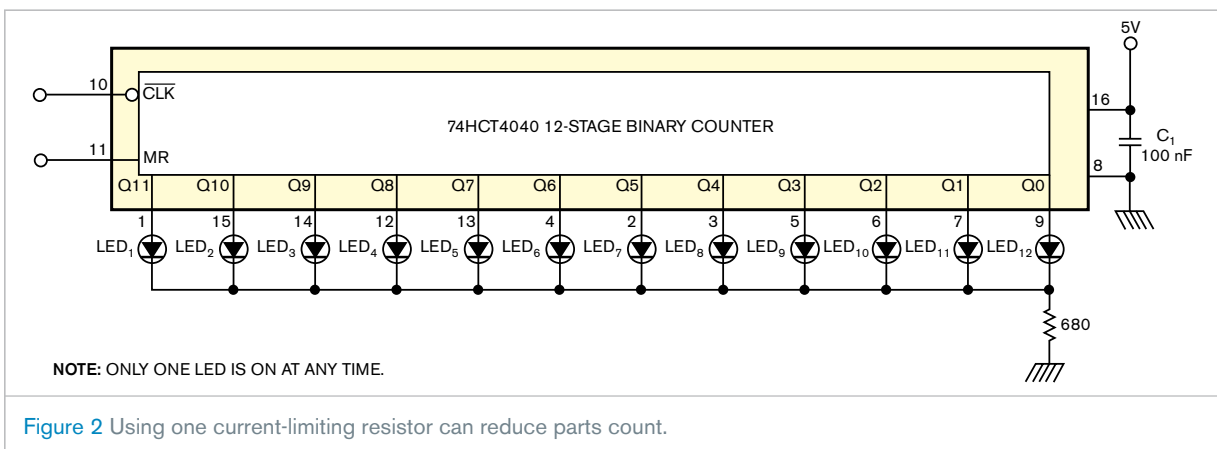 5V
10
CLK
16
74HCT4040 12-STAGE BINARY COUNTER
C1
100 nF
11
MR
8
Q11 Q10 Q9 Q8 Q7 Q6 Q5 Q4 Q3 Q2 Q1 Q0
1 15 14 12 13 4 2 3 5 6 7 9
LED1 LED2 LED3 LED4 LED5 LED6 LED7 LED8 LED9 LED10 LED11 LED12
680
NOTE: ONLY ONE LED IS ON AT ANY TIME.
Figure 2 Using one current-limiting resistor can reduce parts count.